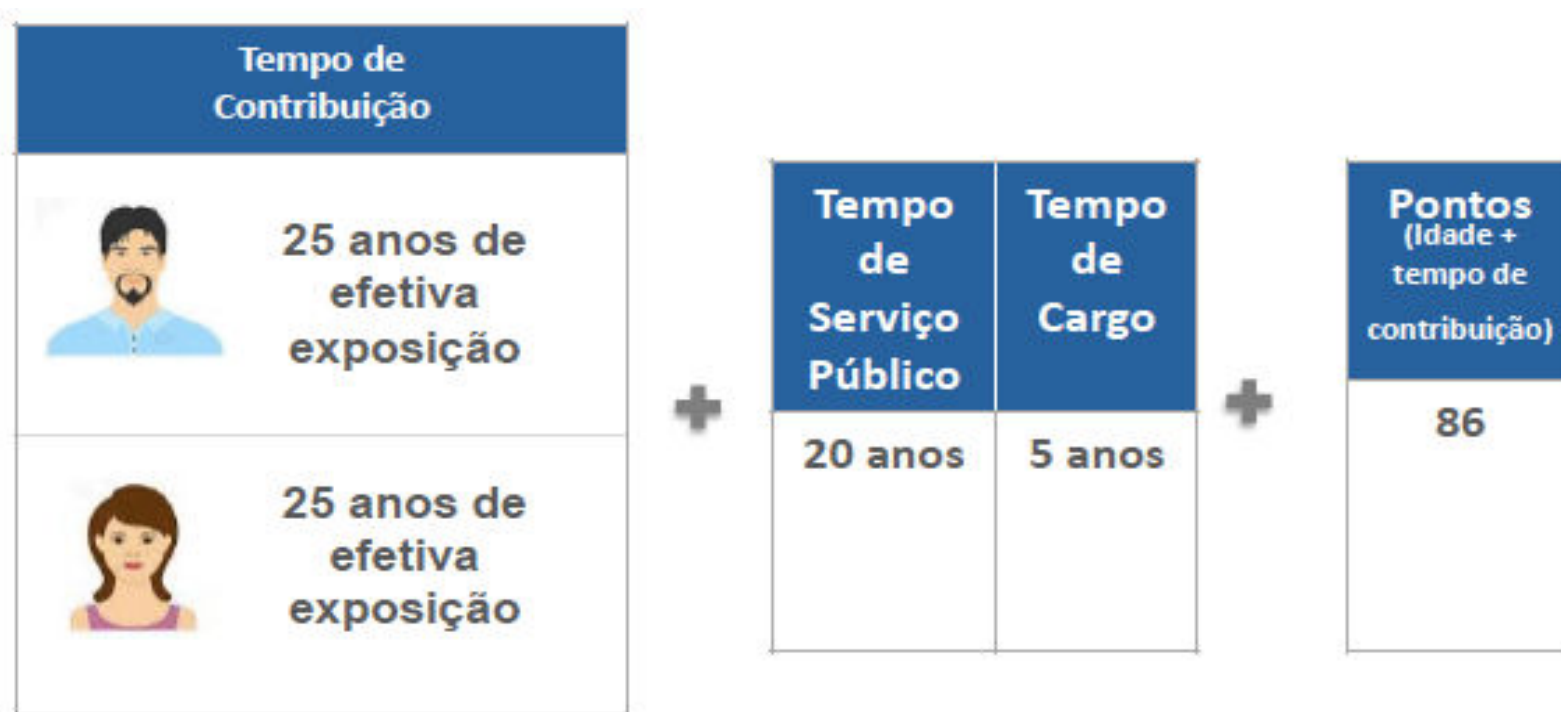 Tempo de
Contribuição
25 anos de
efetiva
exposição
25 anos de
efetiva
exposição
Tempo
de
Serviço
Público
Tempo
de
Cargo
20 anos
5 anos
Pontos
(Idade +
tempo de
contribuição)
86